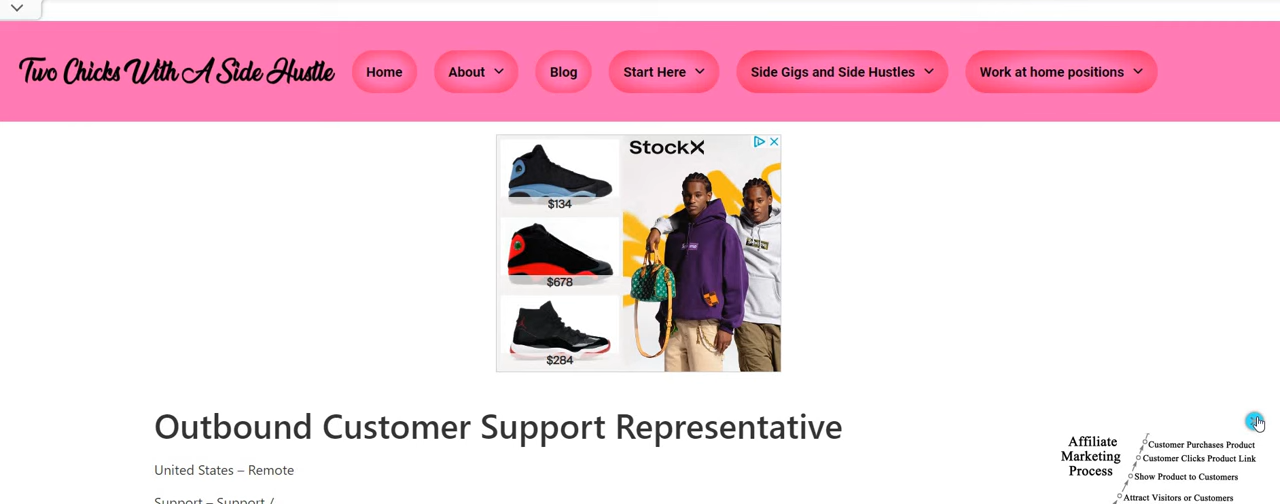 Two Chicks With A Side Hustle
Home
About
Blog
Start Here
Side Gigs and Side Hustles
Work at home positions
StockX
$134
$678
$284
Outbound Customer Support Representative
United States – Remote
Support – Support /
Affiliate
Marketing
Process
Customer Purchases Product
Customer Clicks Product Link
Show Product to Customers
Attract Visitors or Customers